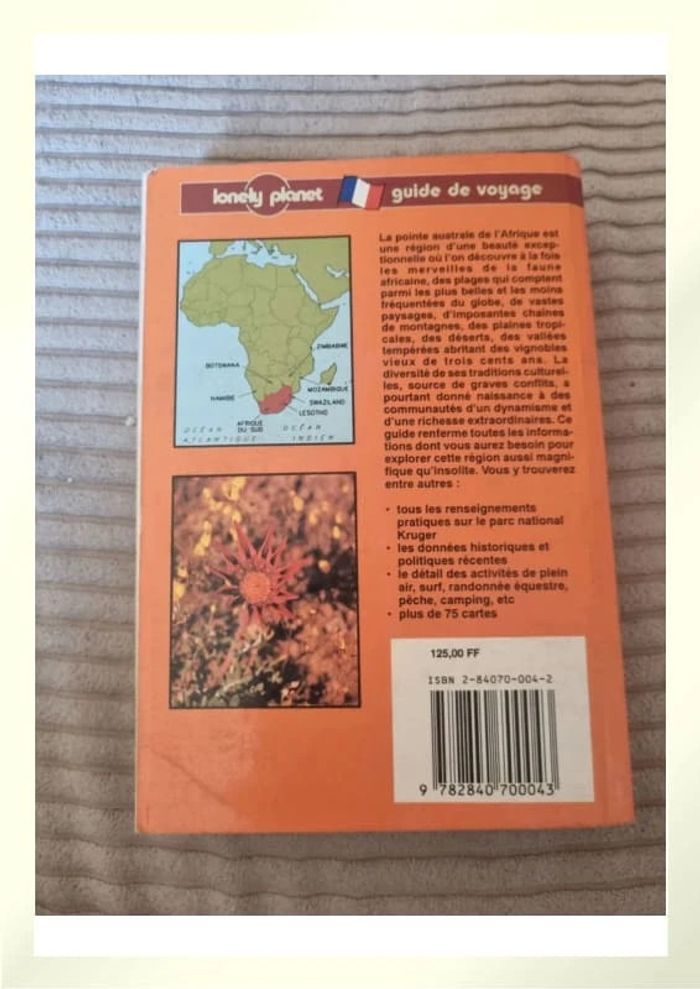 lonely planet guide de voyage
La pointe australe de l'Afrique est
une région d'une beauté excep-
tionnelle où l'on découvre à la fois
les merveilles de la faune
africaine, des plages qui comptent
parmi les plus belles et les moins
fréquentées du globe, de vastes
paysages, d'imposantes chaînes
de montagnes, des plaines tropi-
cales, des déserts, des vallées
tempérées abritant des vignobles
vieux de trois cents ans. La
diversité de ses traditions culturel-
les, source de graves conflits, a
pourtant donné naissance à des
communautés d'un dynamisme et
d'une richesse extraordinaires. Ce
guide renferme toutes les informa-
tions dont vous aurez besoin pour
explorer cette région aussi magni-
fique qu'insolite. Vous y trouverez
entre autres :
• tous les renseignements
pratiques sur le parc national
Kruger
• les données historiques et
politiques récentes
• le détail des activités de plein
air, surf, randonnée équestre,
pêche, camping, etc
• plus de 75 cartes
ZIMBABWE
BOTSWANA
MOZAMBIQUE
NAMIBIE
SWAZILAND
LESOTHO
AFRIQUE
DU SUD
OCÉAN
ATLANTIQUE
OCÉAN
INDIEN
125,00 FF
ISBN 2-84070-004-2
9 782840 700043